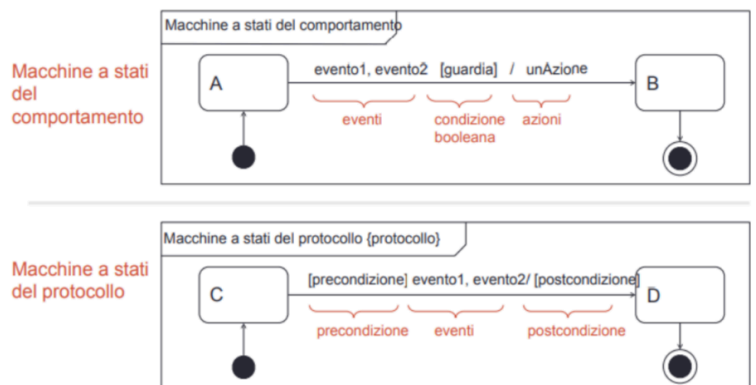 Macchine a stati del comportamento
Macchine a stati
del
comportamento
A
evento1, evento2 [guardia] / unAzione
B
eventi
condizione
booleana
azioni
Macchine a stati del protocollo {protocollo}
Macchine a stati
del protocollo
C
[precondizione] evento1, evento2/ [postcondizione]
D
precondizione
eventi
postcondizione